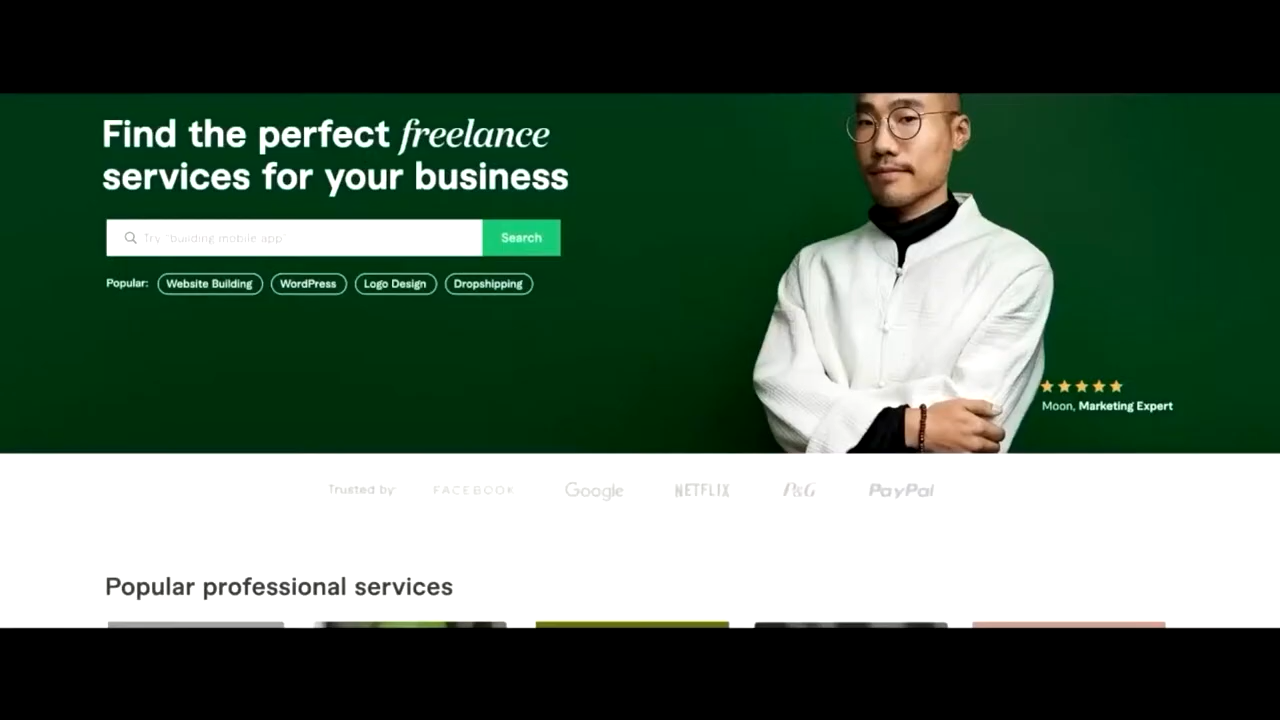 Find the perfect freelance
services for your business
Try "building mobile app"
Search
Popular:
Website Building
WordPress
Logo Design
Dropshipping
Moon, Marketing Expert
Trusted by:
FACEBOOK
Google
NETFLIX
P&G
PayPal
Popular professional services